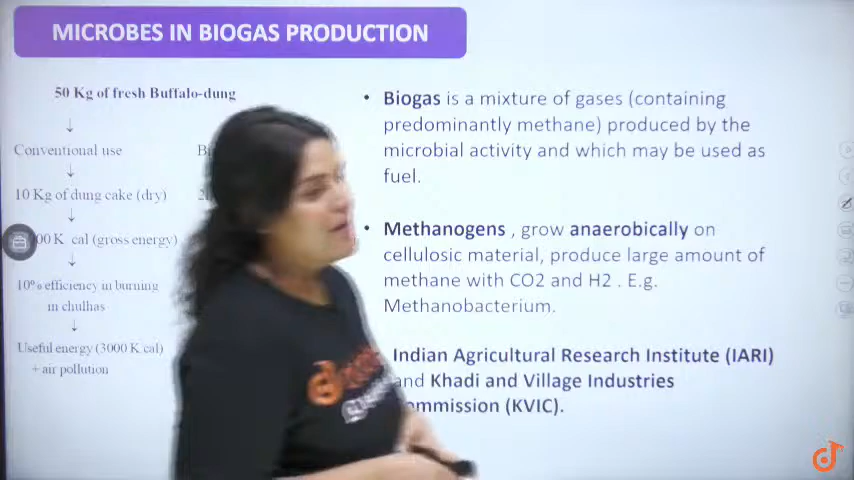 MICROBES IN BIOGAS PRODUCTION
50 Kg of fresh Buffalo-dung
Conventional use
10 Kg of dung cake (dry)
00 K cal (gross energy)
10% efficiency in burning
in chulhas
Useful energy (3000 K cal)
+ air pollution
• Biogas is a mixture of gases (containing
predominantly methane) produced by the
microbial activity and which may be used as
fuel.
• Methanogens , grow anaerobically on
cellulosic material, produce large amount of
methane with CO2 and H2 . E.g.
Methanobacterium.
Indian Agricultural Research Institute (IARI)
and Khadi and Village Industries
ommission (KVIC).